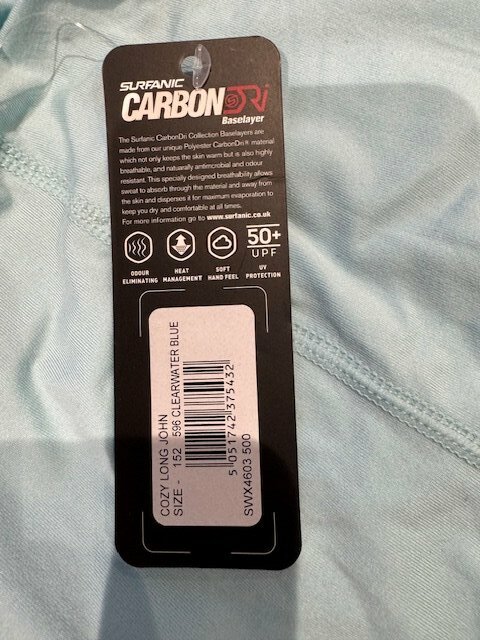 SURFANIC
CARBONDRi
Baselayer
The Surfanic CarbonDri Collection Baselayers are
made from our unique Polyester CarbonDri® material
which not only keeps the skin warm but is also highly
breathable, and naturally antimicrobial and odour
resistant. This specially designed breathability allows
sweat to absorb through the material and away from
the skin and disperses it for maximum evaporation to
keep you dry and comfortable at all times.
For more information go to www.surfanic.co.uk
50+
UPF
ODOUR
ELIMINATING
HEAT
MANAGEMENT
SOFT
HAND FEEL
UV
PROTECTION
COZY LONG JOHN
SIZE - 152 596 CLEARWATER BLUE
5 051742 375432
SWX4603 500